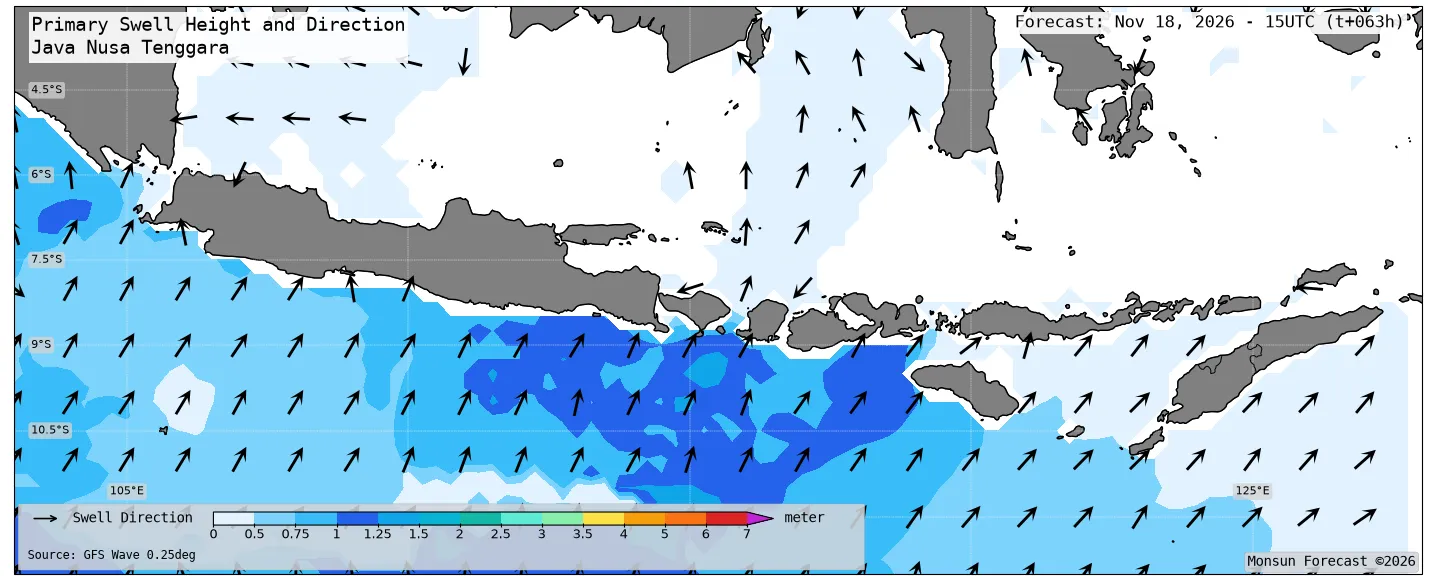 Primary Swell Height and Direction
Java Nusa Tenggara
Forecast: Nov 18, 2026 - 15UTC (t+063h)
4.5°S
6°S
7.5°S
9°S
10.5°S
105°E
125°E
Swell Direction
meter
0 0.5 0.75 1 1.25 1.5 2 2.5 3 3.5 4 5 6 7
Source: GFS Wave 0.25deg
Monsun Forecast ©2026